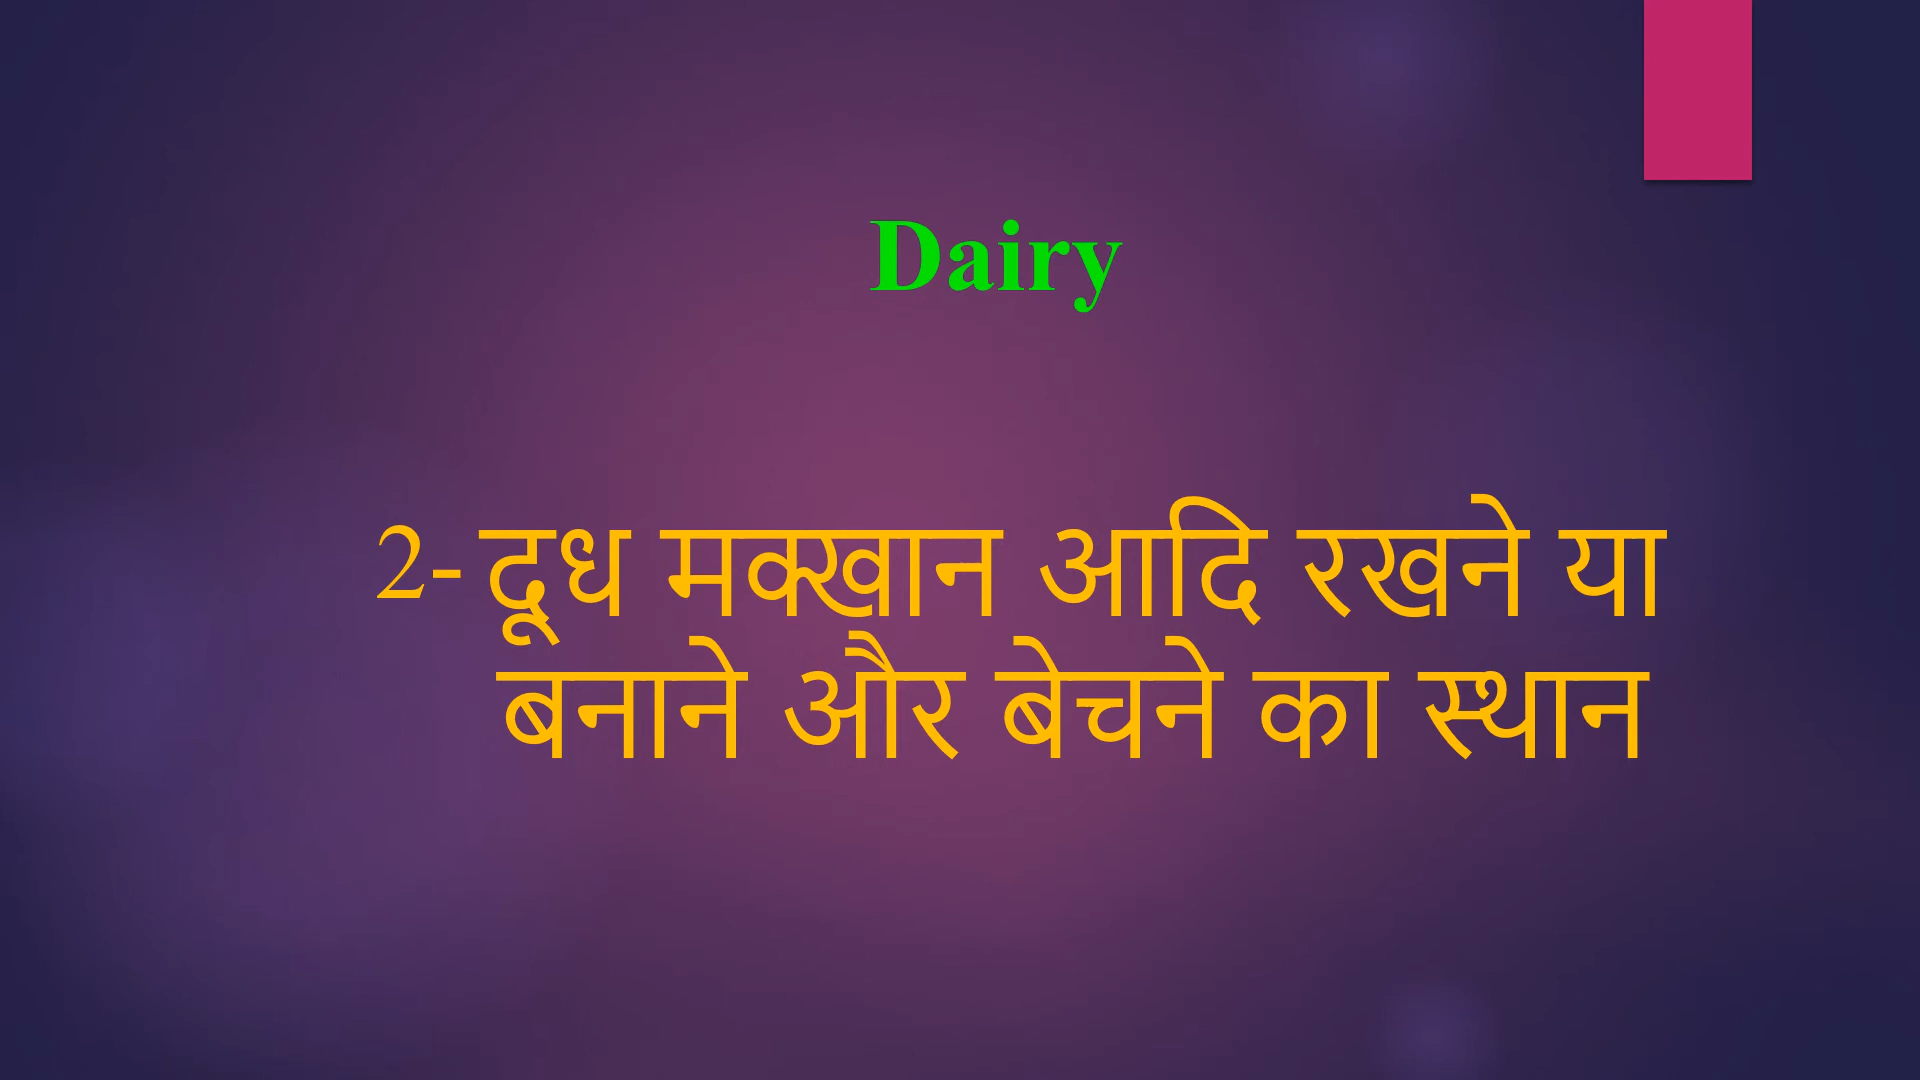 Dairy
2- दूध मक्खान आदि रखने या
बनाने और बेचने का स्थान